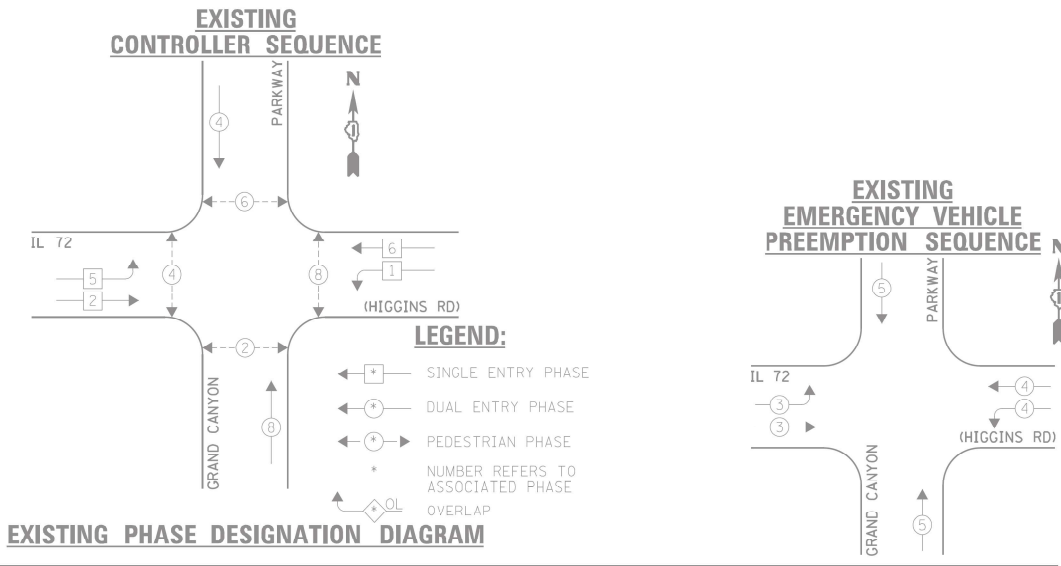 EXISTING
CONTROLLER SEQUENCE
PARKWAY
N
4
6
IL 72
5
2
4
8
6
1
(HIGGINS RD)
2
GRAND CANYON
8
LEGEND:
* SINGLE ENTRY PHASE
* DUAL ENTRY PHASE
* PEDESTRIAN PHASE
* NUMBER REFERS TO
ASSOCIATED PHASE
* OL OVERLAP
EXISTING PHASE DESIGNATION DIAGRAM
EXISTING
EMERGENCY VEHICLE
PREEMPTION SEQUENCE
N
PARKWAY
5
IL 72
3
3
4
4
(HIGGINS RD)
GRAND CANYON
5